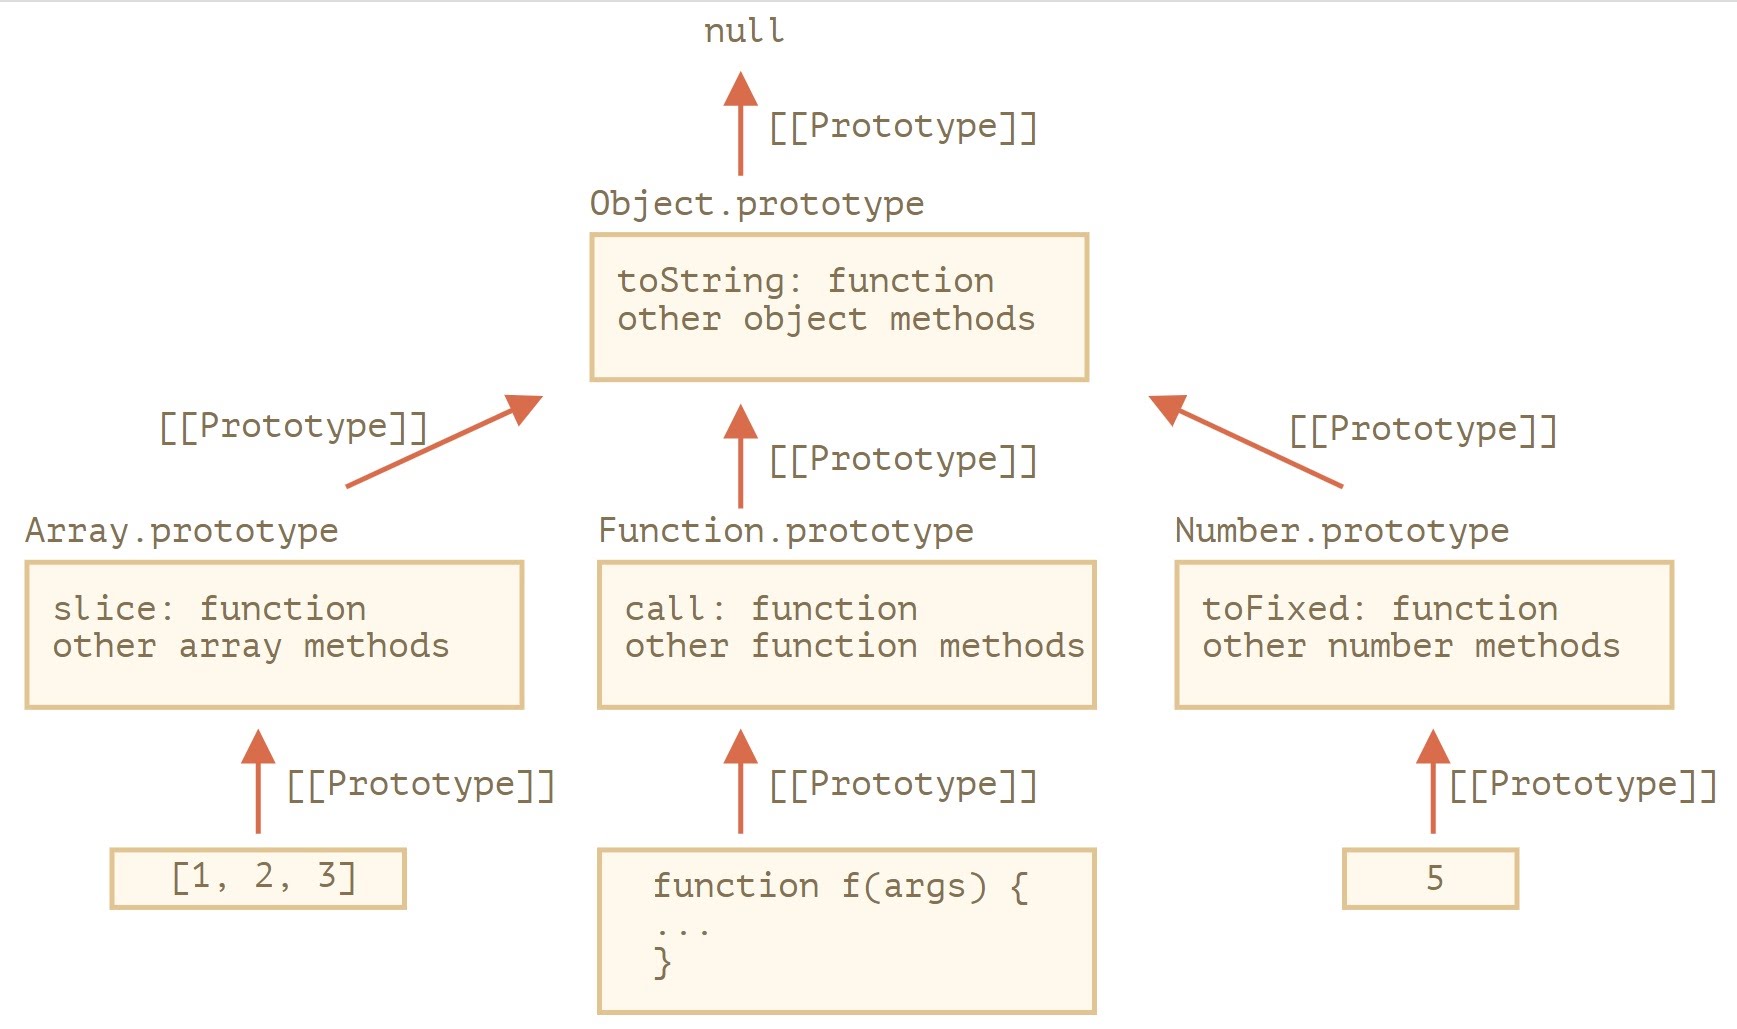 null
[[Prototype]]
Object.prototype
toString: function
other object methods
[[Prototype]]
[[Prototype]]
[[Prototype]]
Array.prototype
slice: function
other array methods
Function.prototype
call: function
other function methods
Number.prototype
toFixed: function
other number methods
[[Prototype]]
[[Prototype]]
[[Prototype]]
[1, 2, 3]
function f(args) {
...
}
5